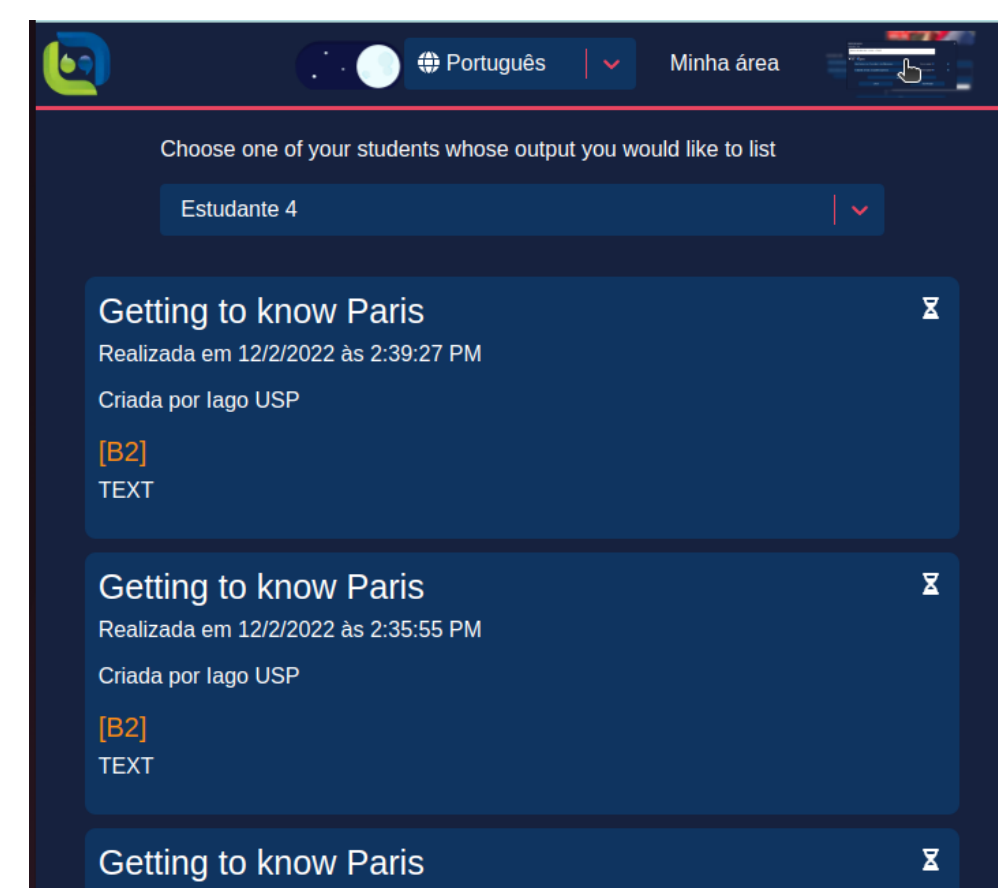 Português
Minha área
Choose one of your students whose output you would like to list
Estudante 4
Getting to know Paris
Realizada em 12/2/2022 às 2:39:27 PM
Criada por Iago USP
[B2]
TEXT
Getting to know Paris
Realizada em 12/2/2022 às 2:35:55 PM
Criada por Iago USP
[B2]
TEXT
Getting to know Paris